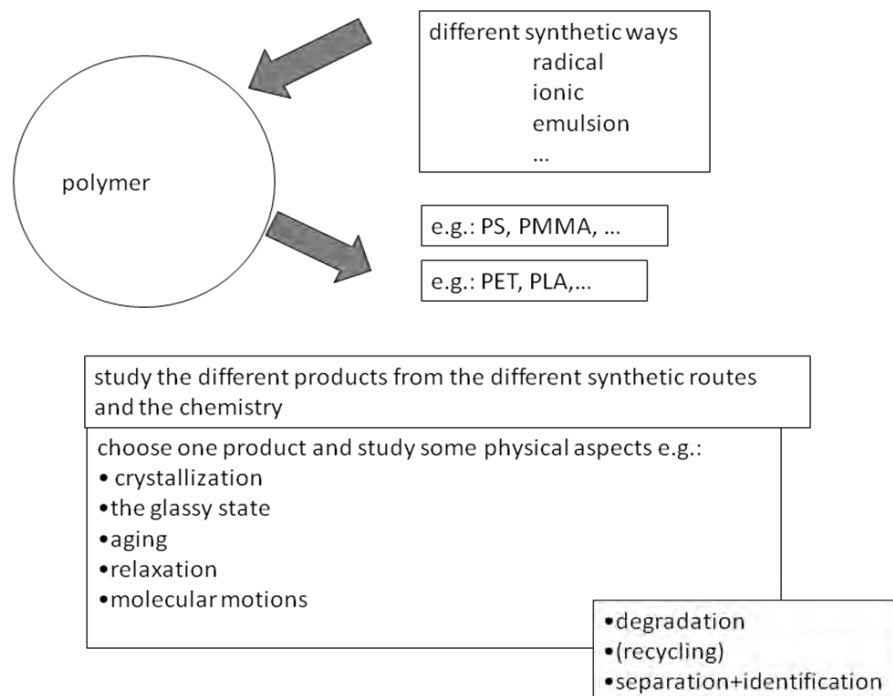 different synthetic ways
radical
ionic
emulsion
...
polymer
e.g.: PS, PMMA, ...
e.g.: PET, PLA,...
study the different products from the different synthetic routes
and the chemistry
choose one product and study some physical aspects e.g.:
• crystallization
•the glassy state
•aging
•relaxation
•molecular motions
•degradation
•(recycling)
•separation+identification